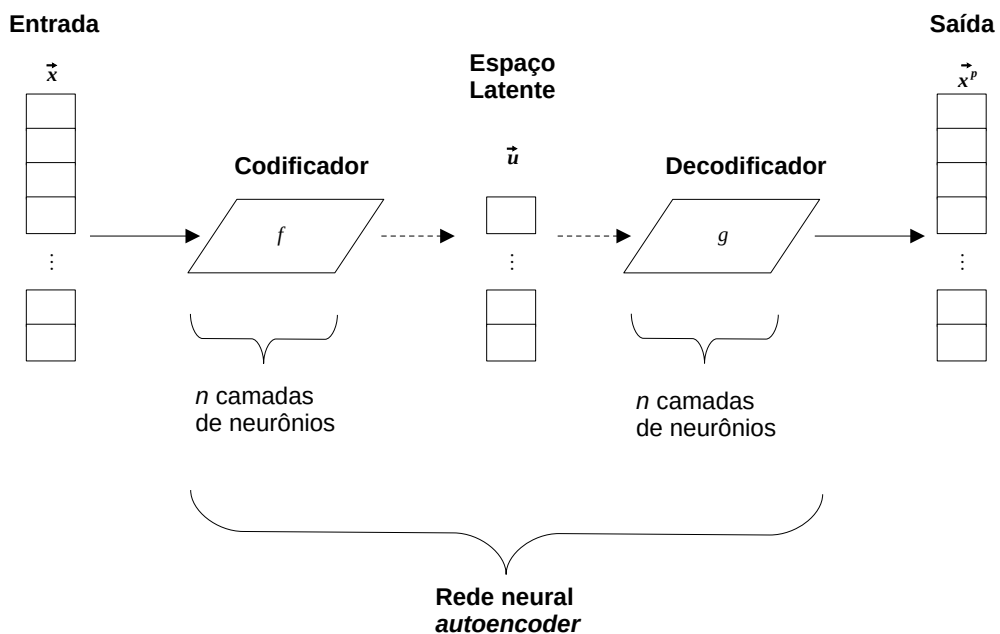 Entrada
Saída
Espaço
Latente
x⃗
x⃗ᵖ
u⃗
Codificador
Decodificador
f
g
⋮
⋮
⋮
n camadas
de neurônios
n camadas
de neurônios
Rede neural
autoencoder